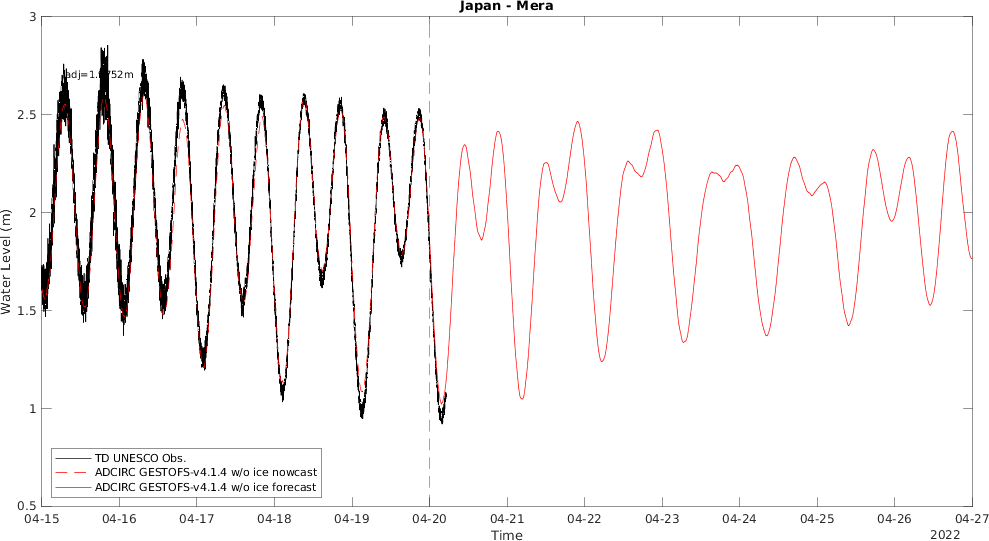 Japan - Mera
3
2.5
2
1.5
1
0.5
Water Level (m)
TD UNESCO Obs.
ADCIRC GESTOFS-v4.1.4 w/o ice nowcast
ADCIRC GESTOFS-v4.1.4 w/o ice forecast
04-15 04-16 04-17 04-18 04-19 04-20 04-21 04-22 04-23 04-24 04-25 04-26 04-27
Time
2022